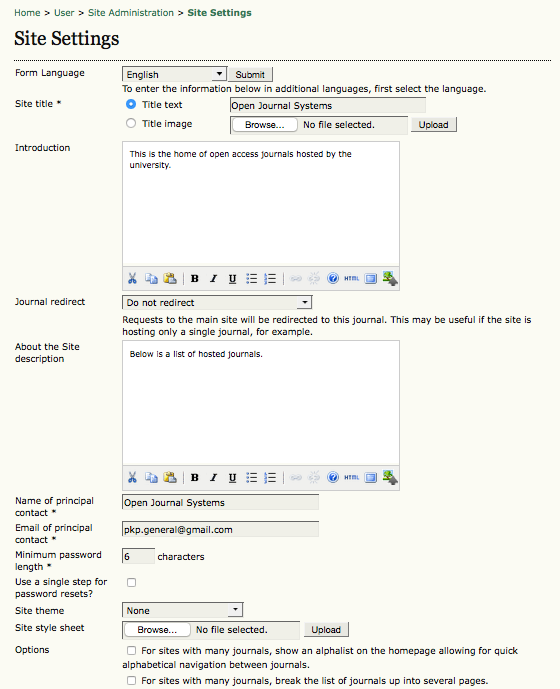 Home > User > Site Administration > Site Settings
Site Settings
Form Language English Submit
To enter the information below in additional languages, first select the language.
Site title * Title text Open Journal Systems
Title image Browse... No file selected. Upload
Introduction
This is the home of open access journals hosted by the
university.
B I U HTML
Journal redirect Do not redirect
Requests to the main site will be redirected to this journal. This may be useful if the site is
hosting only a single journal, for example.
About the Site
description
Below is a list of hosted journals.
B I U HTML
Name of principal
contact * Open Journal Systems
Email of principal
contact * pkp.general@gmail.com
Minimum password
length * 6 characters
Use a single step for
password resets?
Site theme None
Site style sheet Browse... No file selected. Upload
Options For sites with many journals, show an alphalist on the homepage allowing for quick
alphabetical navigation between journals.
For sites with many journals, break the list of journals up into several pages.